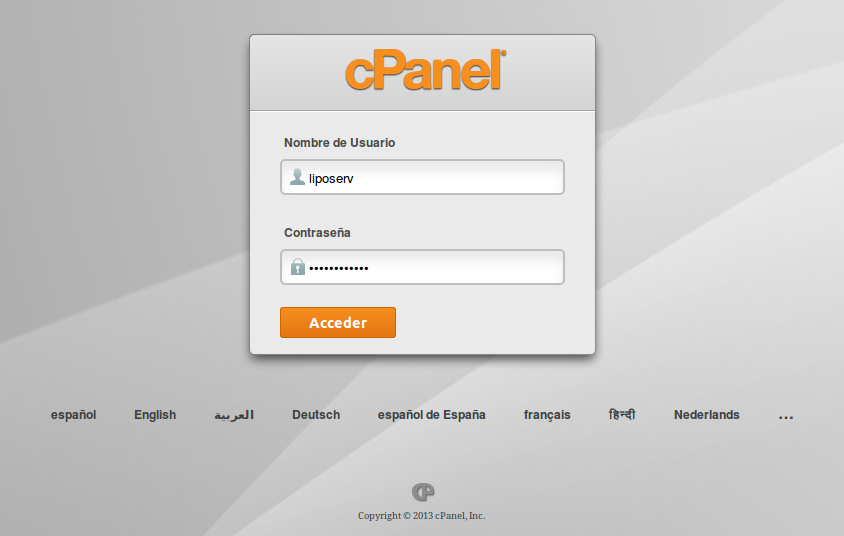 cPanel
Nombre de Usuario
liposerv
Contraseña
••••••••••••
Acceder
español English العربية Deutsch español de España français हिन्दी Nederlands ...
cP
Copyright © 2013 cPanel, Inc.